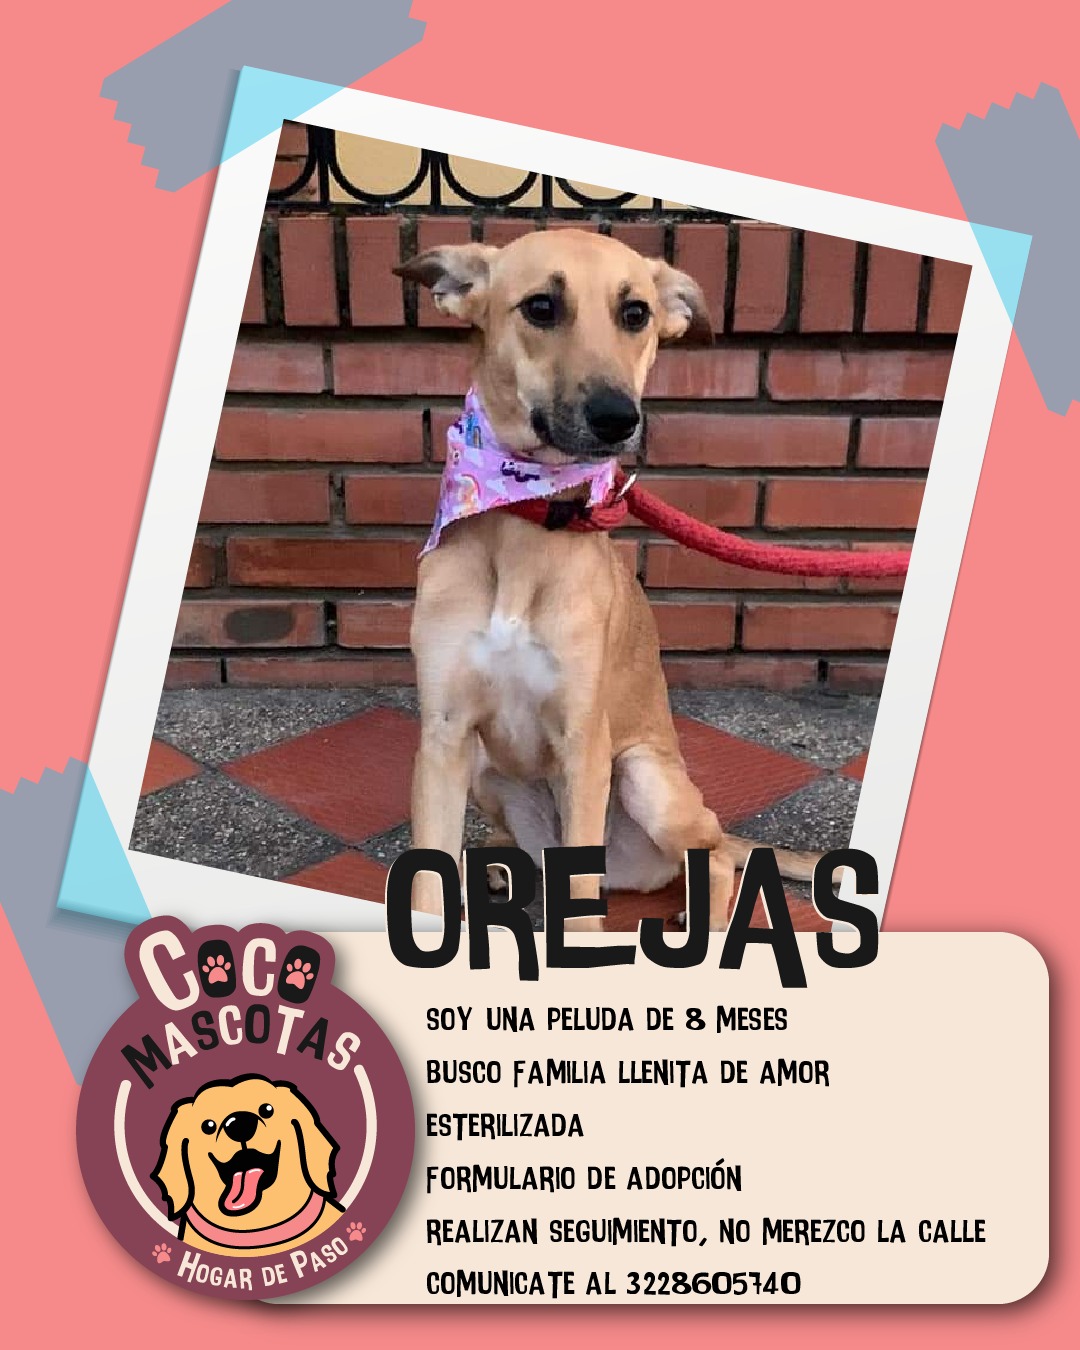 OREJAS
SOY UNA PELUDA DE 8 MESES
BUSCO FAMILIA LLENITA DE AMOR
ESTERILIZADA
FORMULARIO DE ADOPCIÓN
REALIZAN SEGUIMIENTO, NO MEREZCO LA CALLE
COMUNICATE AL 3228605740
COCO
MASCOTAS
HOGAR DE PASO